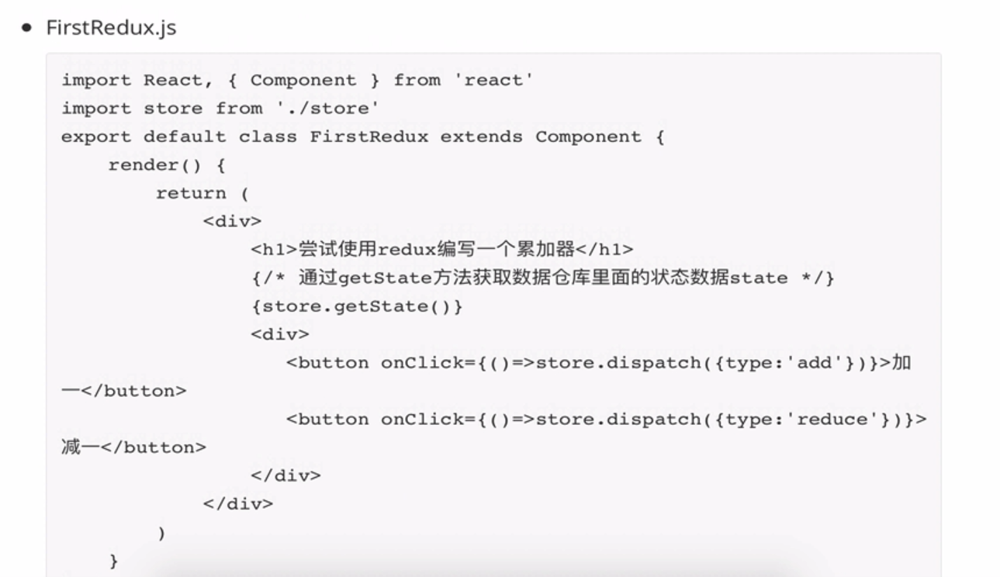 • FirstRedux.js
import React, { Component } from 'react'
import store from './store'
export default class FirstRedux extends Component {
render() {
return (
<div>
<h1>尝试使用redux编写一个累加器</h1>
{/* 通过getState方法获取数据仓库里面的状态数据state */}
{store.getState()}
<div>
<button onClick={()=>store.dispatch({type:'add'})}>加
一</button>
<button onClick={()=>store.dispatch({type:'reduce'})}>
减一</button>
</div>
</div>
)
}